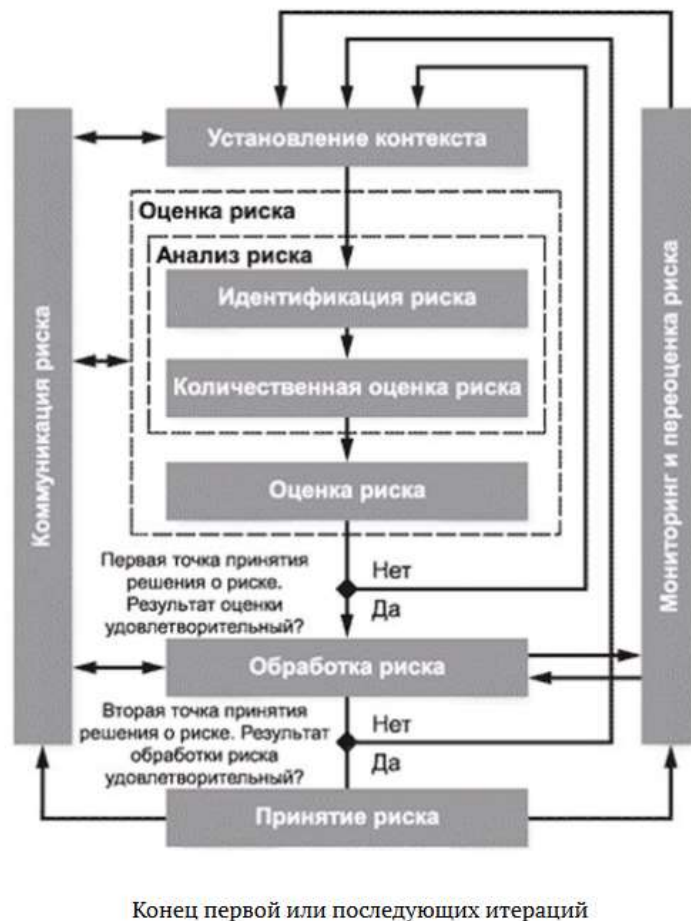 Установление контекста
Оценка риска
Анализ риска
Идентификация риска
Количественная оценка риска
Оценка риска
Коммуникация риска
Мониторинг и переоценка риска
Первая точка принятия
решения о риске.
Результат оценки
удовлетворительный?
Нет
Да
Обработка риска
Вторая точка принятия
решения о риске. Результат
обработки риска
удовлетворительный?
Нет
Да
Принятие риска
Конец первой или последующих итераций